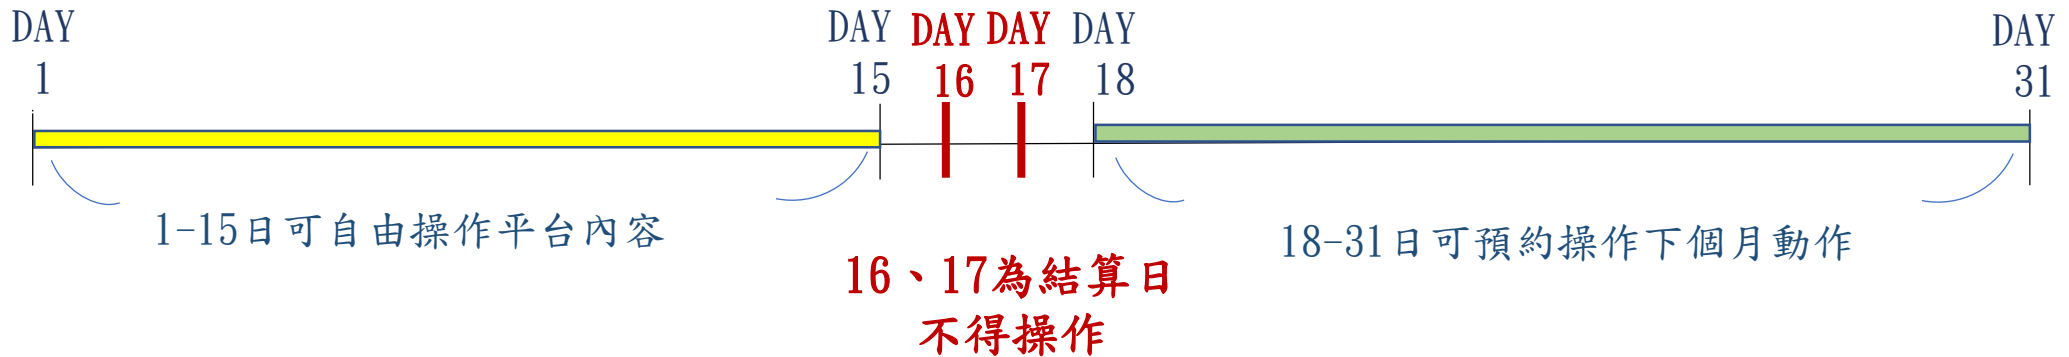 DAY DAY DAY DAY DAY DAY
1 15 16 17 18 31
1-15日可自由操作平台內容
18-31日可預約操作下個月動作
16、17為結算日
不得操作